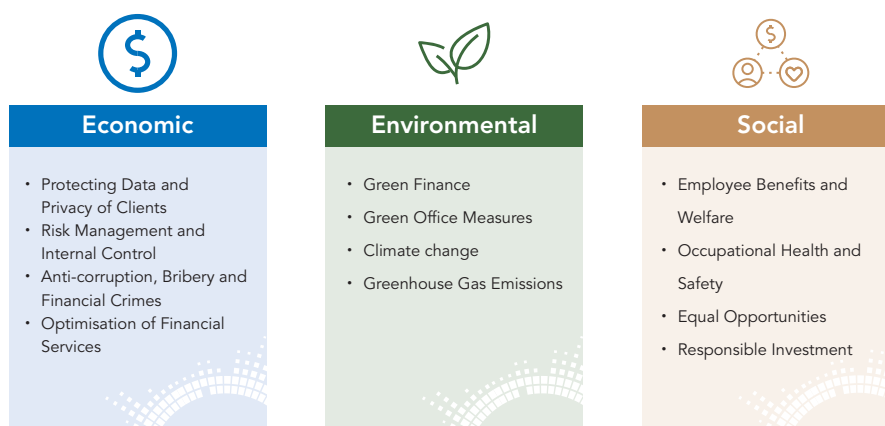 Economic
• Protecting Data and
Privacy of Clients
• Risk Management and
Internal Control
• Anti-corruption, Bribery and
Financial Crimes
• Optimisation of Financial
Services
Environmental
• Green Finance
• Green Office Measures
• Climate change
• Greenhouse Gas Emissions
Social
• Employee Benefits and
Welfare
• Occupational Health and
Safety
• Equal Opportunities
• Responsible Investment